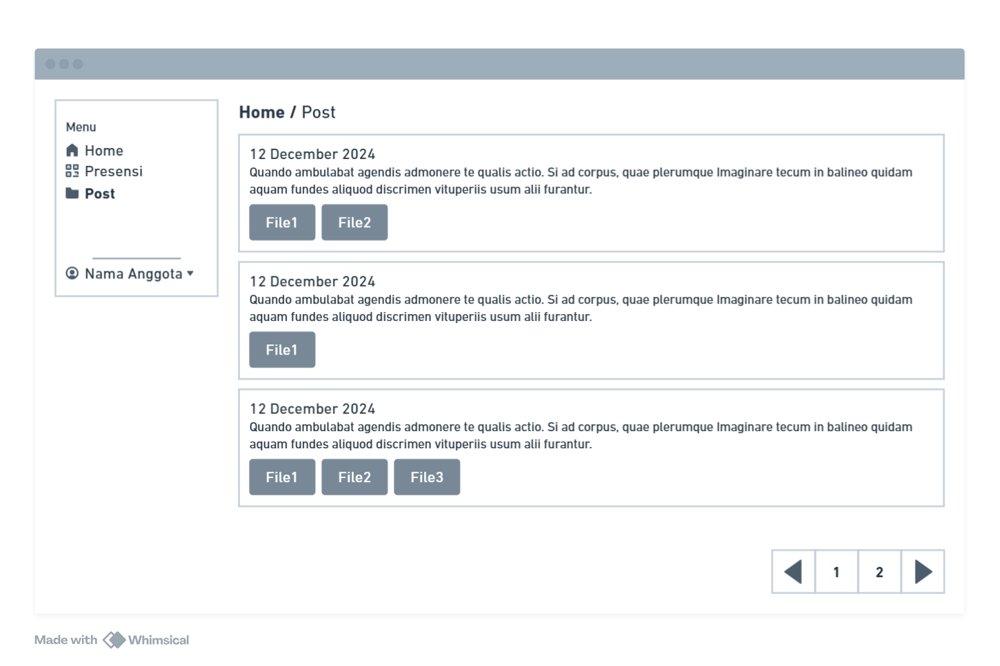 Menu
Home
Presensi
Post
Nama Anggota
Home / Post
12 December 2024
Quando ambulabat agendis admonere te qualis actio. Si ad corpus, quae plerumque Imaginare tecum in balineo quidam
aquam fundes aliquod discrimen vituperiis usum alii furantur.
File1 File2
12 December 2024
Quando ambulabat agendis admonere te qualis actio. Si ad corpus, quae plerumque Imaginare tecum in balineo quidam
aquam fundes aliquod discrimen vituperiis usum alii furantur.
File1
12 December 2024
Quando ambulabat agendis admonere te qualis actio. Si ad corpus, quae plerumque Imaginare tecum in balineo quidam
aquam fundes aliquod discrimen vituperiis usum alii furantur.
File1 File2 File3
1 2
Made with Whimsical